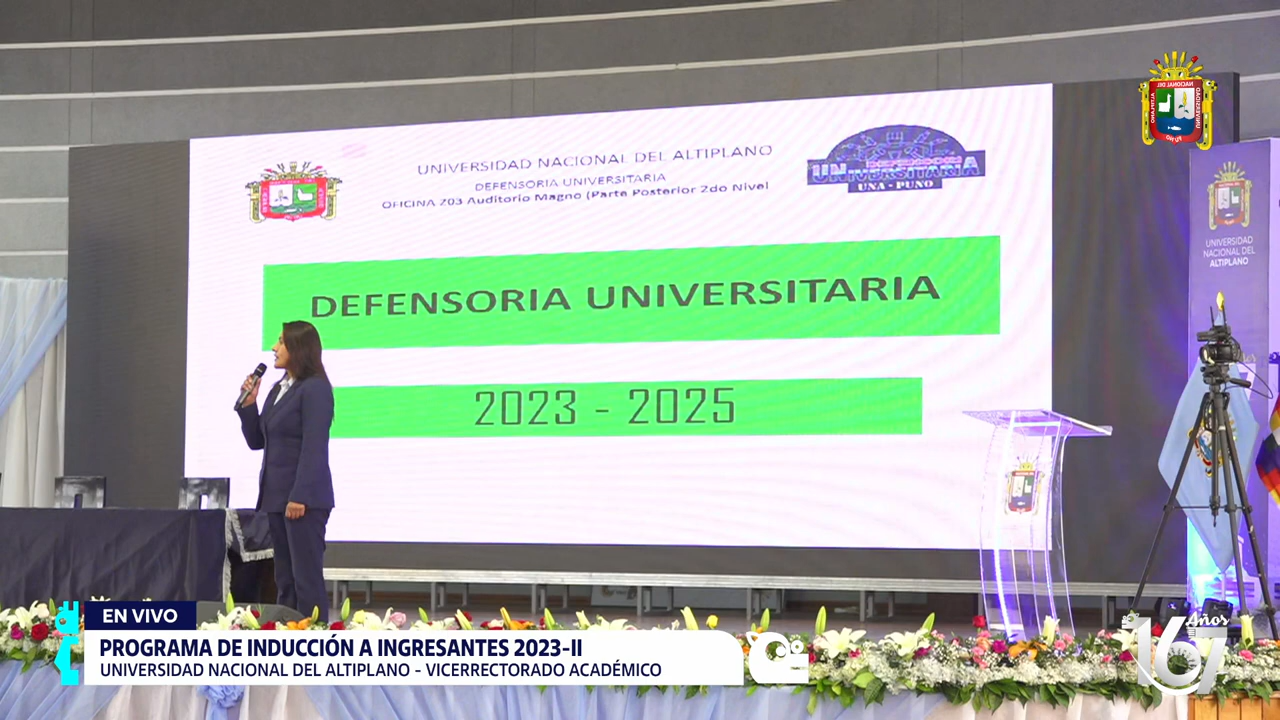 UNIVERSIDAD NACIONAL DEL ALTIPLANO
DEFENSORIA UNIVERSITARIA
OFICINA 203 Auditorio Magno (Parte Posterior 2do Nivel
UNIVERSITARIA
UNA - PUNO
DEFENSORIA UNIVERSITARIA
2023 - 2025
UNIVERSIDAD
NACIONAL DEL
ALTIPLANO
EN VIVO
PROGRAMA DE INDUCCIÓN A INGRESANTES 2023-II
UNIVERSIDAD NACIONAL DEL ALTIPLANO - VICERRECTORADO ACADÉMICO
167
Años